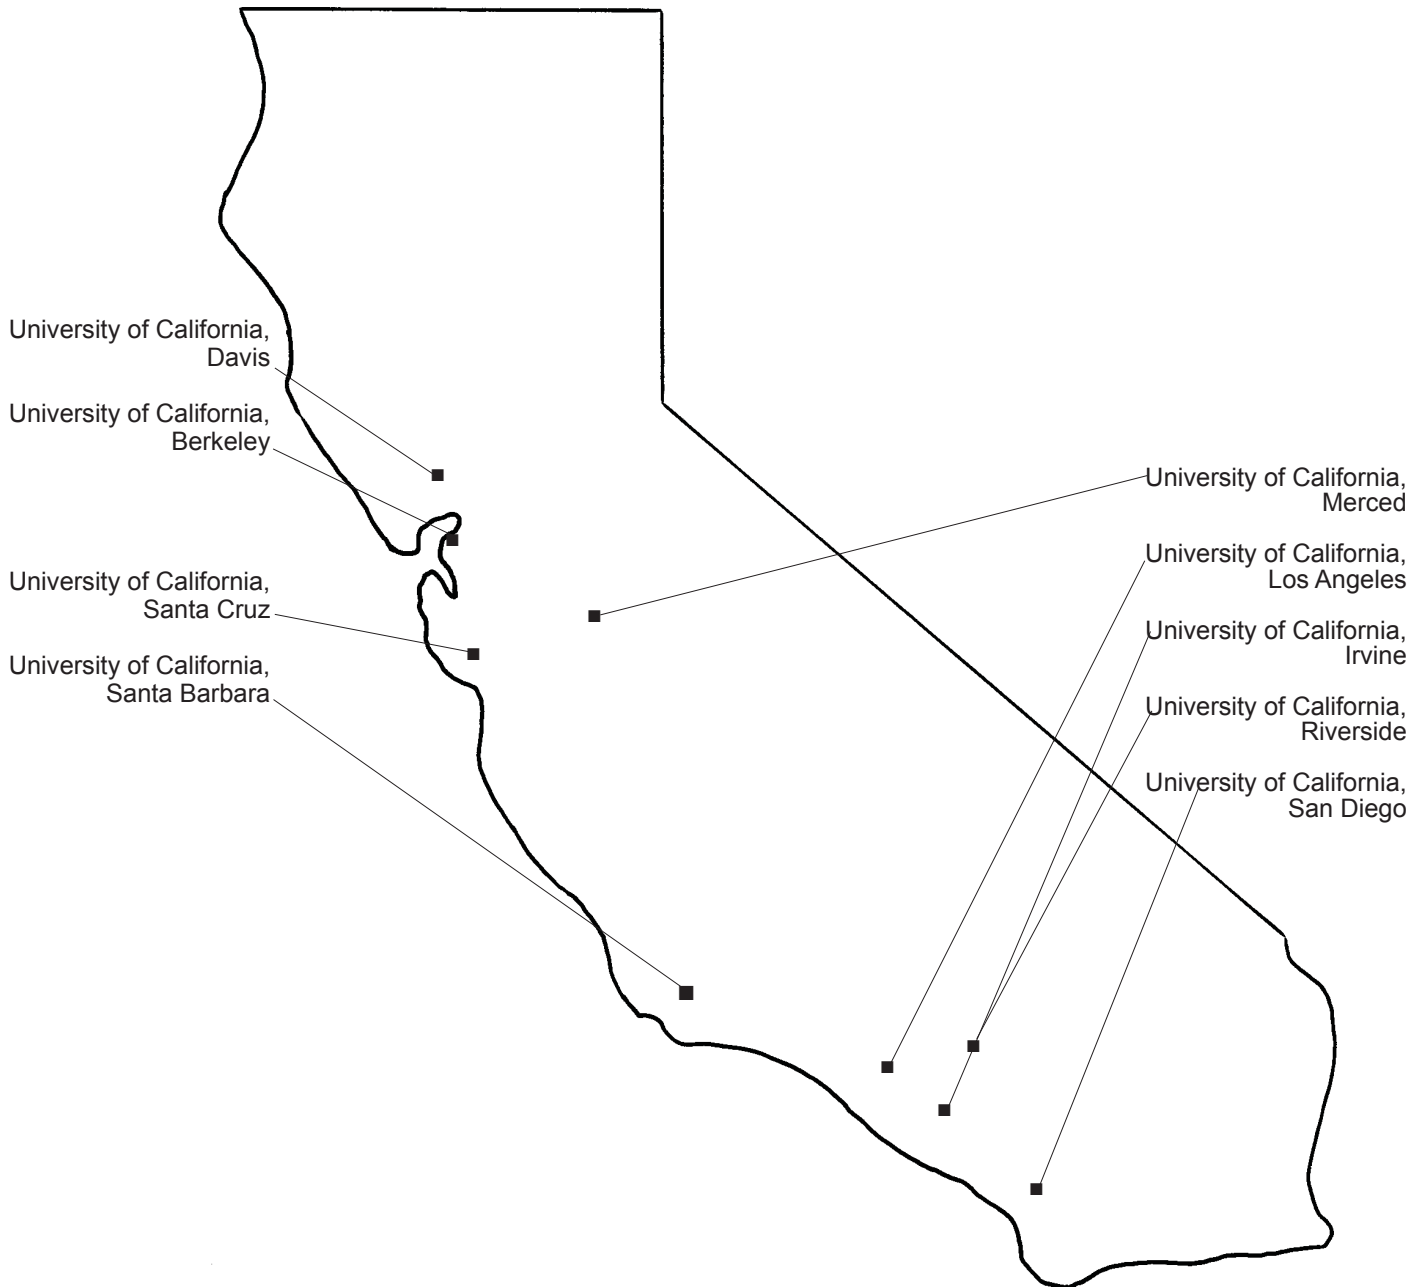 University of California,
Davis
University of California,
Berkeley
University of California,
Santa Cruz
University of California,
Santa Barbara
University of California,
Merced
University of California,
Los Angeles
University of California,
Irvine
University of California,
Riverside
University of California,
San Diego